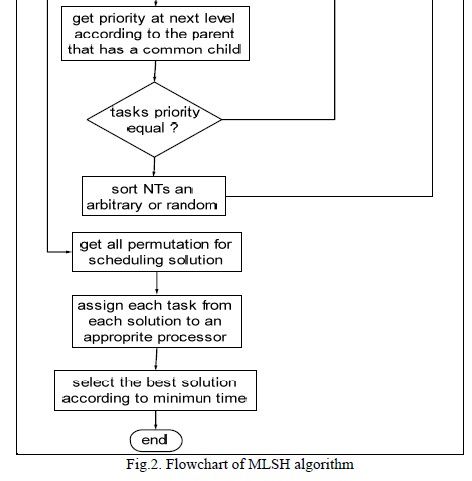 get priority at next level
according to the parent
that has a common child
tasks priority
equal ?
sort NTs an
arbitrary or random
get all permutation for
scheduling solution
assign each task from
each solution to an
approprite processor
select the best solution
according to minimun time
end
Fig.2. Flowchart of MLSH algorithm